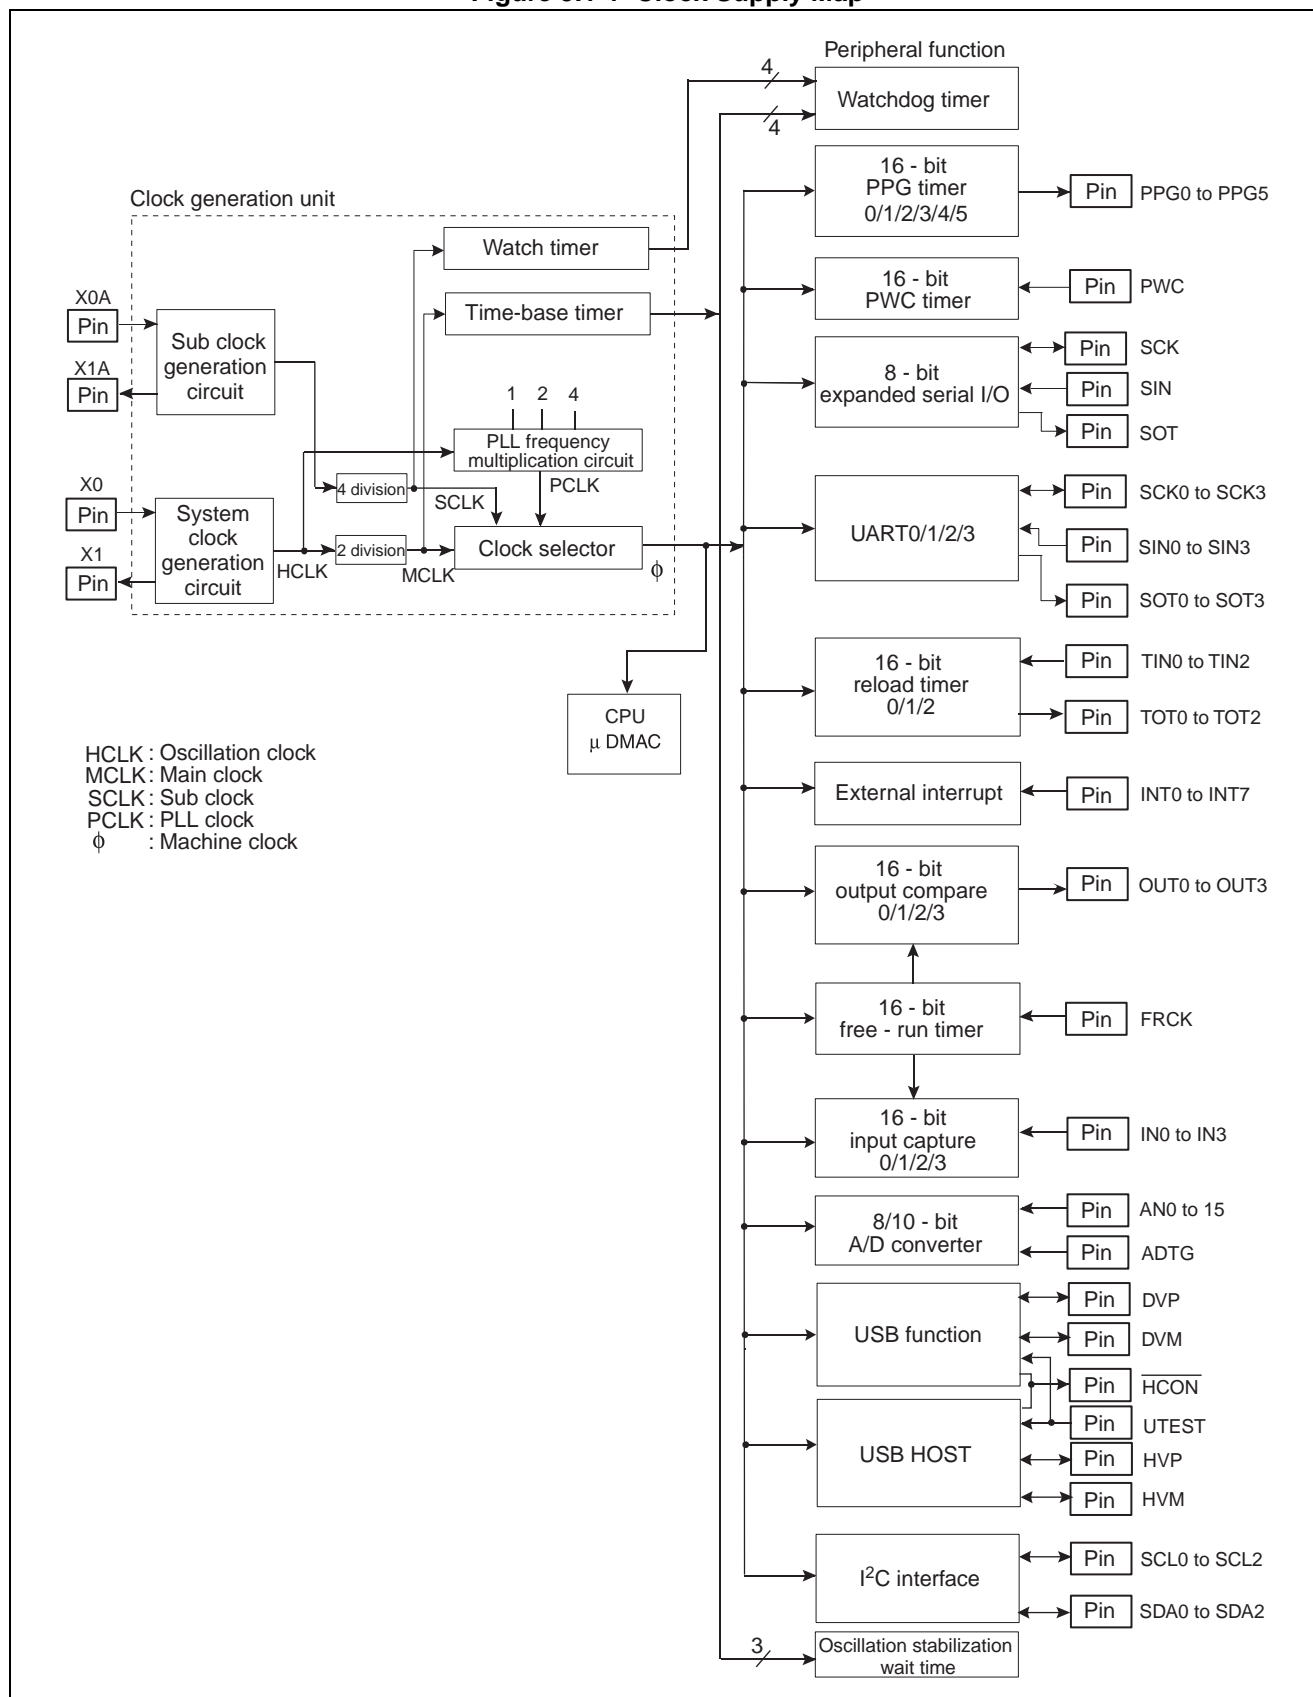 Figure 5.1-1 Clock Supply Map
Peripheral function
4
Watchdog timer
4
16 - bit
PPG timer
0/1/2/3/4/5
Pin
PPG0 to PPG5
Clock generation unit
Watch timer
16 - bit
PWC timer
Pin
PWC
X0A
Pin
Time-base timer
Sub clock
generation
circuit
X1A
Pin
8 - bit
expanded serial I/O
Pin
SCK
Pin
SIN
Pin
SOT
1 2 4
PLL frequency
multiplication circuit
4 division
SCLK
PCLK
X0
Pin
System
clock
generation
circuit
X1
Pin
HCLK
2 division
MCLK
Clock selector
ϕ
UART0/1/2/3
Pin
SCK0 to SCK3
Pin
SIN0 to SIN3
Pin
SOT0 to SOT3
CPU
μ DMAC
16 - bit
reload timer
0/1/2
Pin
TIN0 to TIN2
Pin
TOT0 to TOT2
HCLK : Oscillation clock
MCLK : Main clock
SCLK : Sub clock
PCLK : PLL clock
ϕ : Machine clock
External interrupt
Pin
INT0 to INT7
16 - bit
output compare
0/1/2/3
Pin
OUT0 to OUT3
16 - bit
free - run timer
Pin
FRCK
16 - bit
input capture
0/1/2/3
Pin
IN0 to IN3
8/10 - bit
A/D converter
Pin
AN0 to 15
Pin
ADTG
USB function
Pin
DVP
Pin
DVM
Pin
HCON
Pin
UTEST
USB HOST
Pin
HVP
Pin
HVM
I²C interface
Pin
SCL0 to SCL2
Pin
SDA0 to SDA2
3
Oscillation stabilization
wait time